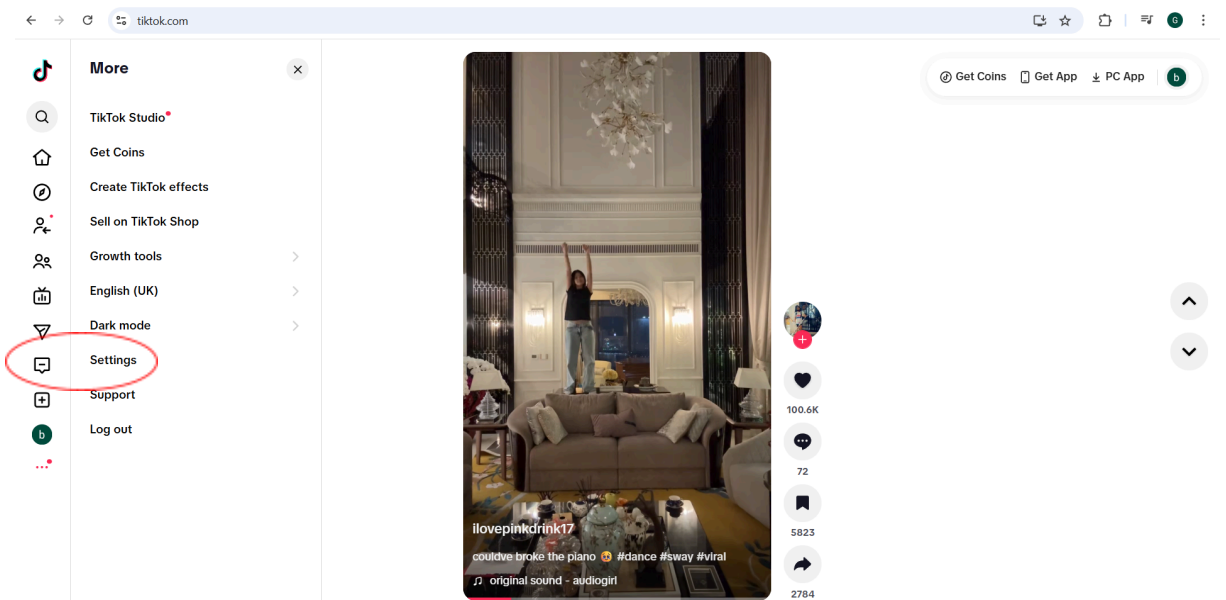 tiktok.com
G
More
TikTok Studio
Get Coins
Create TikTok effects
Sell on TikTok Shop
Growth tools
English (UK)
Dark mode
Settings
Support
Log out
b
Get Coins
Get App
PC App
b
ilovepinkdrink17
couldve broke the piano #dance #sway #viral
original sound - audiogirl
100.6K
72
5823
2784